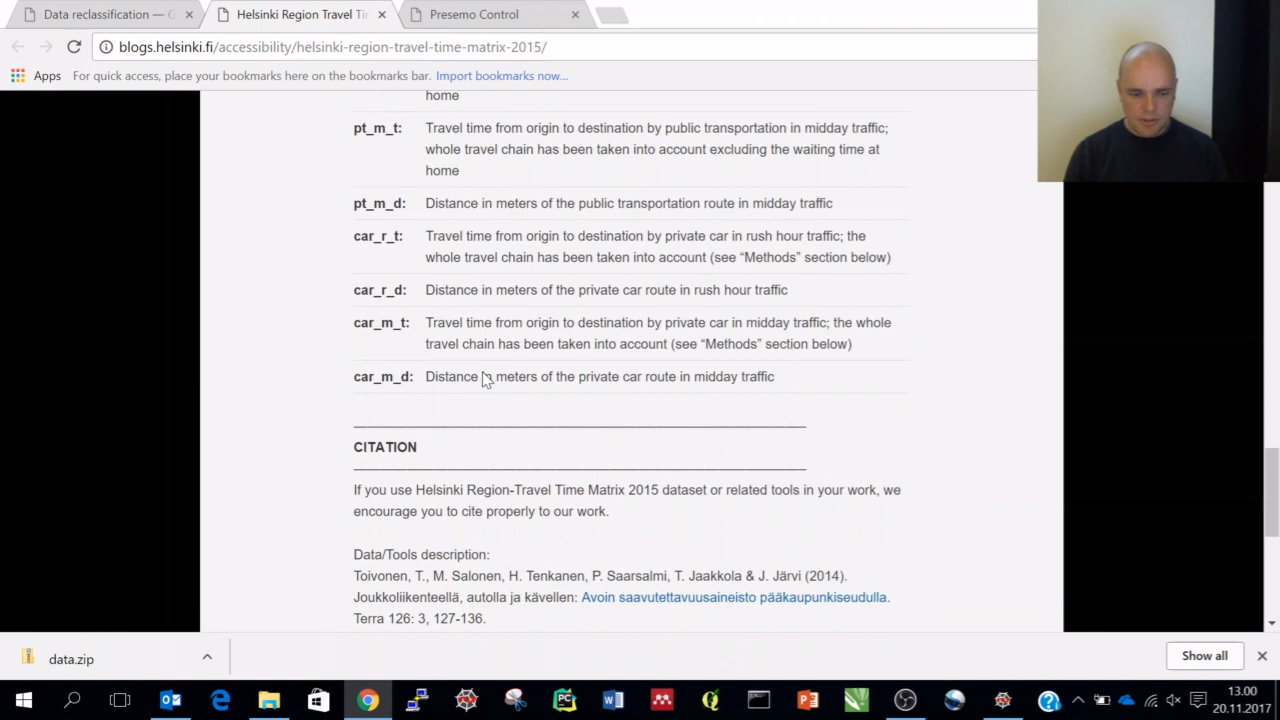 Data reclassification — G
Helsinki Region Travel Ti
Presemo Control
blogs.helsinki.fi/accessibility/helsinki-region-travel-time-matrix-2015/
Apps
For quick access, place your bookmarks here on the bookmarks bar. Import bookmarks now...
home
pt_m_t: Travel time from origin to destination by public transportation in midday traffic;
whole travel chain has been taken into account excluding the waiting time at
home
pt_m_d: Distance in meters of the public transportation route in midday traffic
car_r_t: Travel time from origin to destination by private car in rush hour traffic; the
whole travel chain has been taken into account (see “Methods” section below)
car_r_d: Distance in meters of the private car route in rush hour traffic
car_m_t: Travel time from origin to destination by private car in midday traffic; the whole
travel chain has been taken into account (see “Methods” section below)
car_m_d: Distance in meters of the private car route in midday traffic
CITATION
If you use Helsinki Region-Travel Time Matrix 2015 dataset or related tools in your work, we
encourage you to cite properly to our work.
Data/Tools description:
Toivonen, T., M. Salonen, H. Tenkanen, P. Saarsalmi, T. Jaakkola & J. Järvi (2014).
Joukkoliikenteellä, autolla ja kävellen: Avoin saavutettavuusaineisto pääkaupunkiseudulla.
Terra 126: 3, 127-136.
data.zip
Show all
13.00
20.11.2017